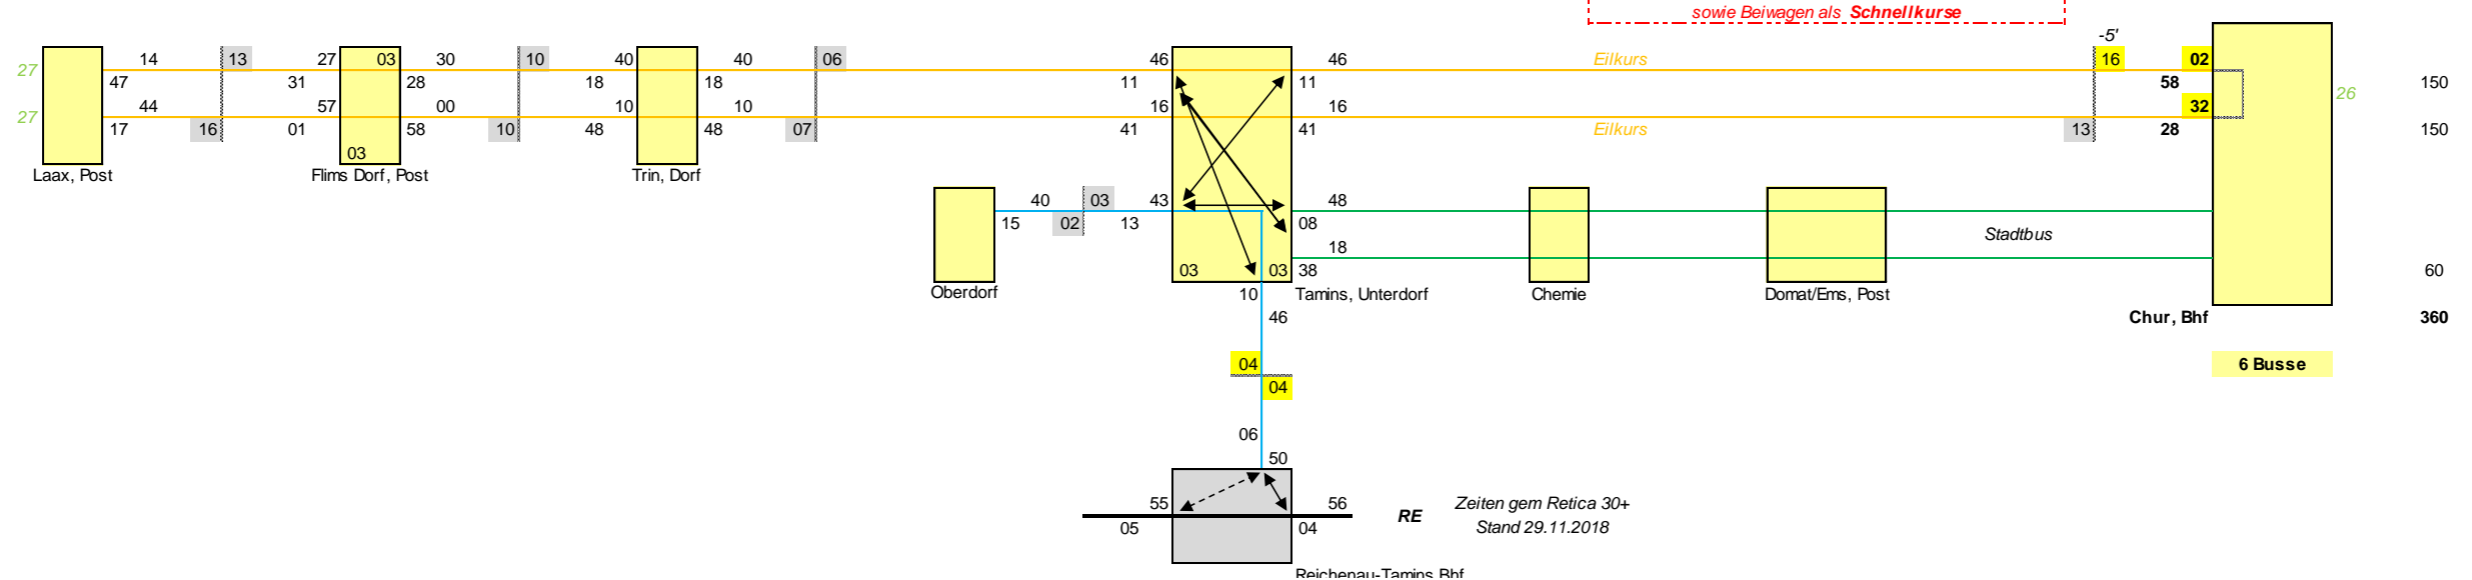 sowie Beiwagen als Schnellkurse
-5'
14 13 27 03 30 10 40 40 06 46 46 Eilkurs 16 02
27
47 31 28 18 18 11 11 58 150
44 57 00 10 10 16 16 32 26
27
17 16 01 58 10 48 48 07 41 41 Eilkurs 13 28 150
03
Laax, Post Flims Dorf, Post Trin, Dorf
40 03 43 48
15 02 13 08 Stadtbus
18
03 03 38 60
Oberdorf 10 Tamins, Unterdorf Chemie Domat/Ems, Post
46 Chur, Bhf 360
04 6 Busse
04
06
50
55 56 Zeiten gem Retica 30+
RE
05 04 Stand 29.11.2018
Reichenau-Tamins Bhf